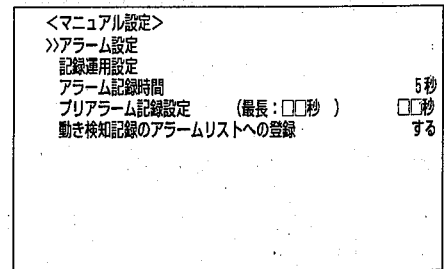 <マニュアル設定>
>>アラーム設定
記録運用設定
アラーム記録時間 5秒
プリアラーム記録設定 (最長:□□秒 ) □□秒
動き検知記録のアラームリストへの登録 する